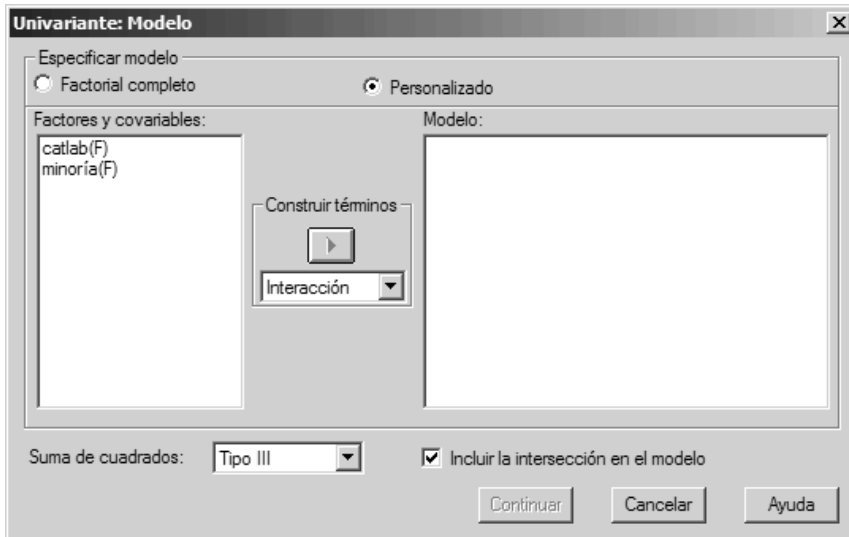 Univariante: Modelo
Especificar modelo
Factorial completo
Personalizado
Factores y covariables:
catlab(F)
minoría(F)
Construir términos
Interacción
Modelo:
Suma de cuadrados:
Tipo III
Incluir la intersección en el modelo
Continuar
Cancelar
Ayuda